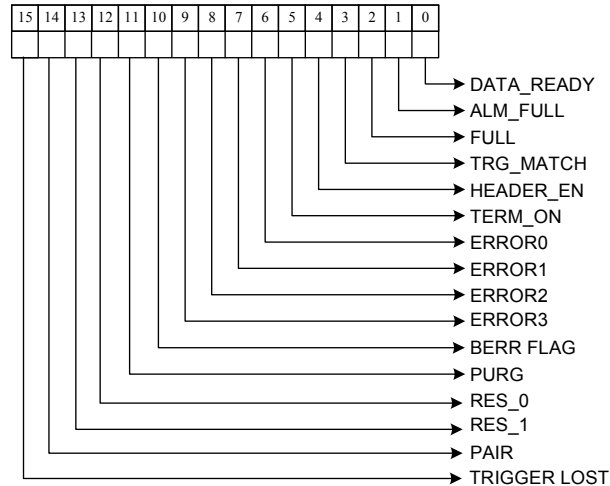 15 14 13 12 11 10 9 8 7 6 5 4 3 2 1 0
DATA_READY
ALM_FULL
FULL
TRG_MATCH
HEADER_EN
TERM_ON
ERROR0
ERROR1
ERROR2
ERROR3
BERR FLAG
PURG
RES_0
RES_1
PAIR
TRIGGER LOST